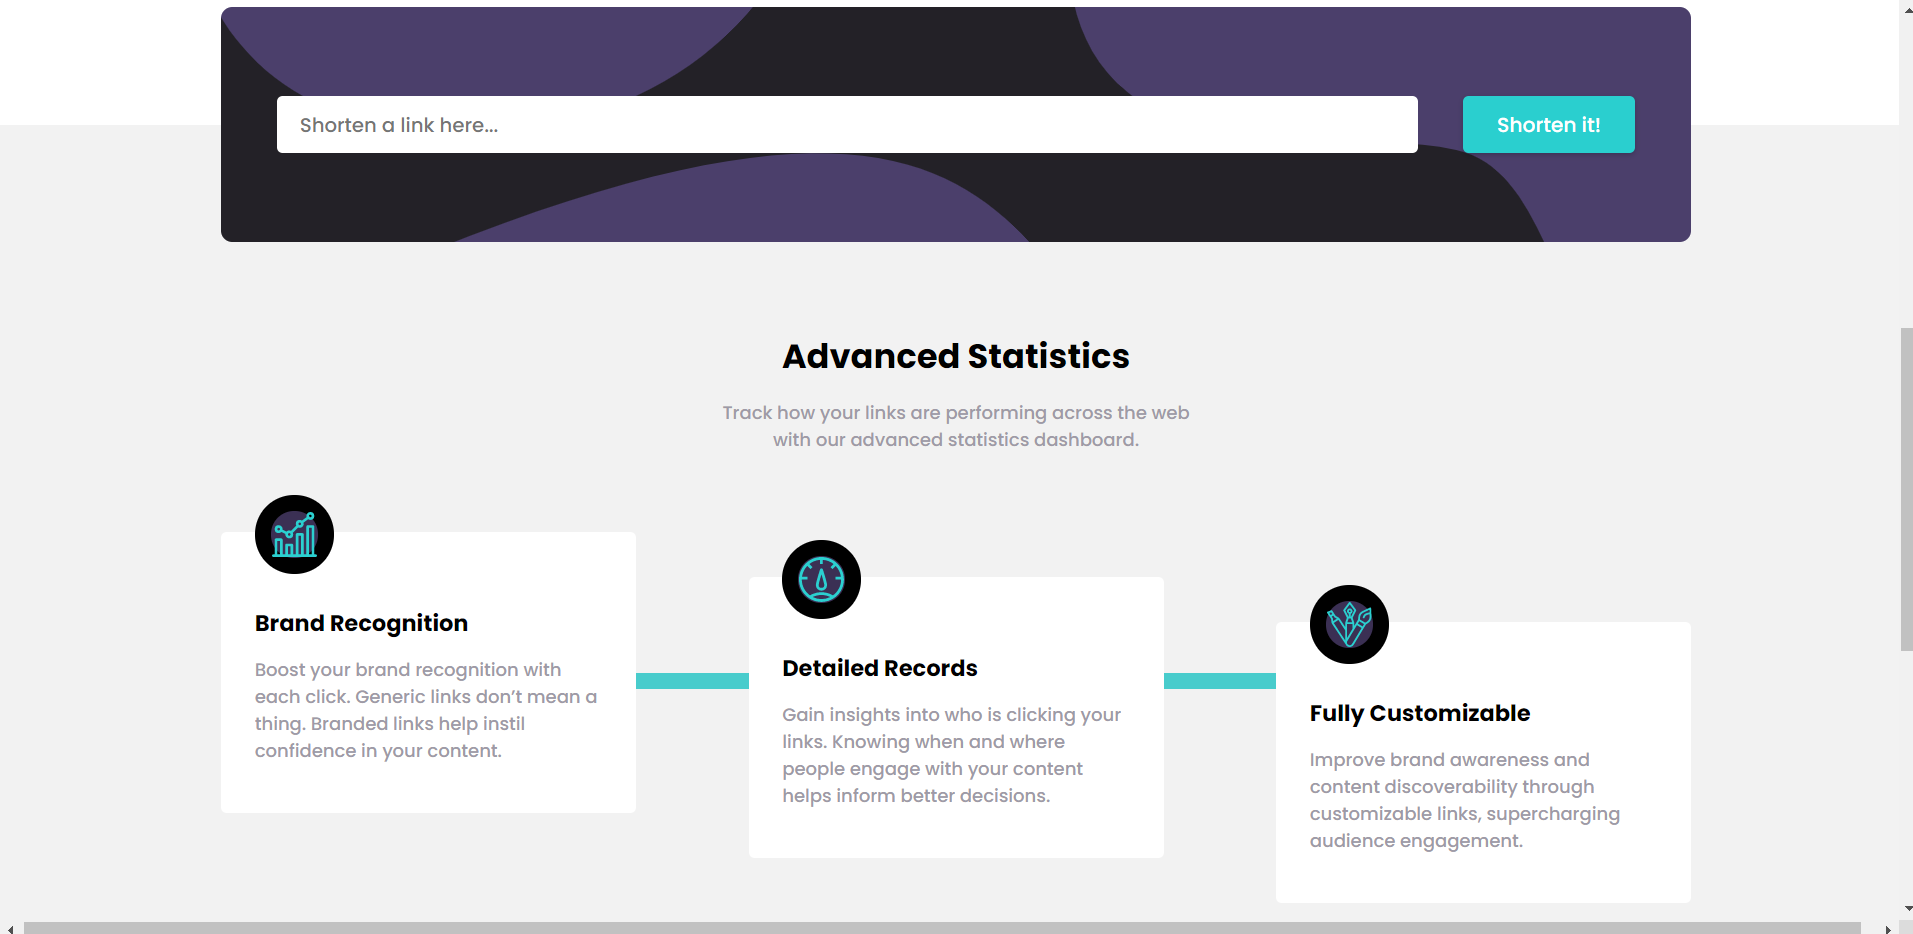 Shorten a link here...
Shorten it!
Advanced Statistics
Track how your links are performing across the web
with our advanced statistics dashboard.
Brand Recognition
Boost your brand recognition with
each click. Generic links don’t mean a
thing. Branded links help instil
confidence in your content.
Detailed Records
Gain insights into who is clicking your
links. Knowing when and where
people engage with your content
helps inform better decisions.
Fully Customizable
Improve brand awareness and
content discoverability through
customizable links, supercharging
audience engagement.